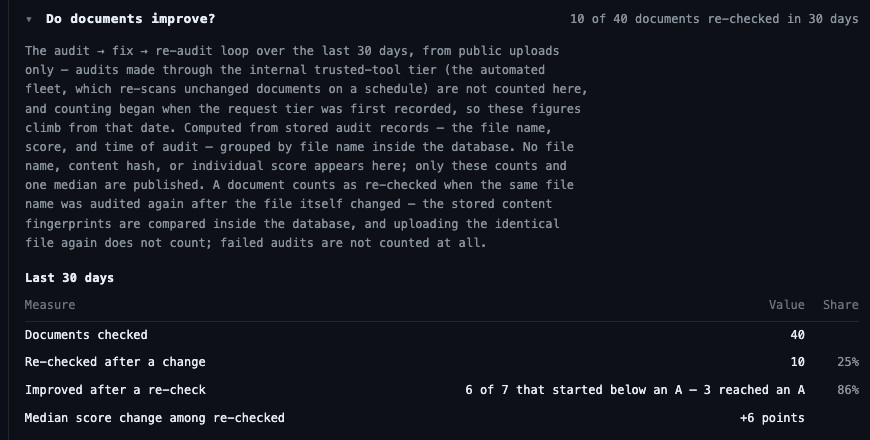 ▾ Do documents improve? 10 of 40 documents re-checked in 30 days
The audit → fix → re-audit loop over the last 30 days, from public uploads
only — audits made through the internal trusted-tool tier (the automated
fleet, which re-scans unchanged documents on a schedule) are not counted here,
and counting began when the request tier was first recorded, so these figures
climb from that date. Computed from stored audit records — the file name,
score, and time of audit — grouped by file name inside the database. No file
name, content hash, or individual score appears here; only these counts and
one median are published. A document counts as re-checked when the same file
name was audited again after the file itself changed — the stored content
fingerprints are compared inside the database, and uploading the identical
file again does not count; failed audits are not counted at all.
Last 30 days
Measure Value Share
Documents checked 40
Re-checked after a change 10 25%
Improved after a re-check 6 of 7 that started below an A — 3 reached an A 86%
Median score change among re-checked +6 points